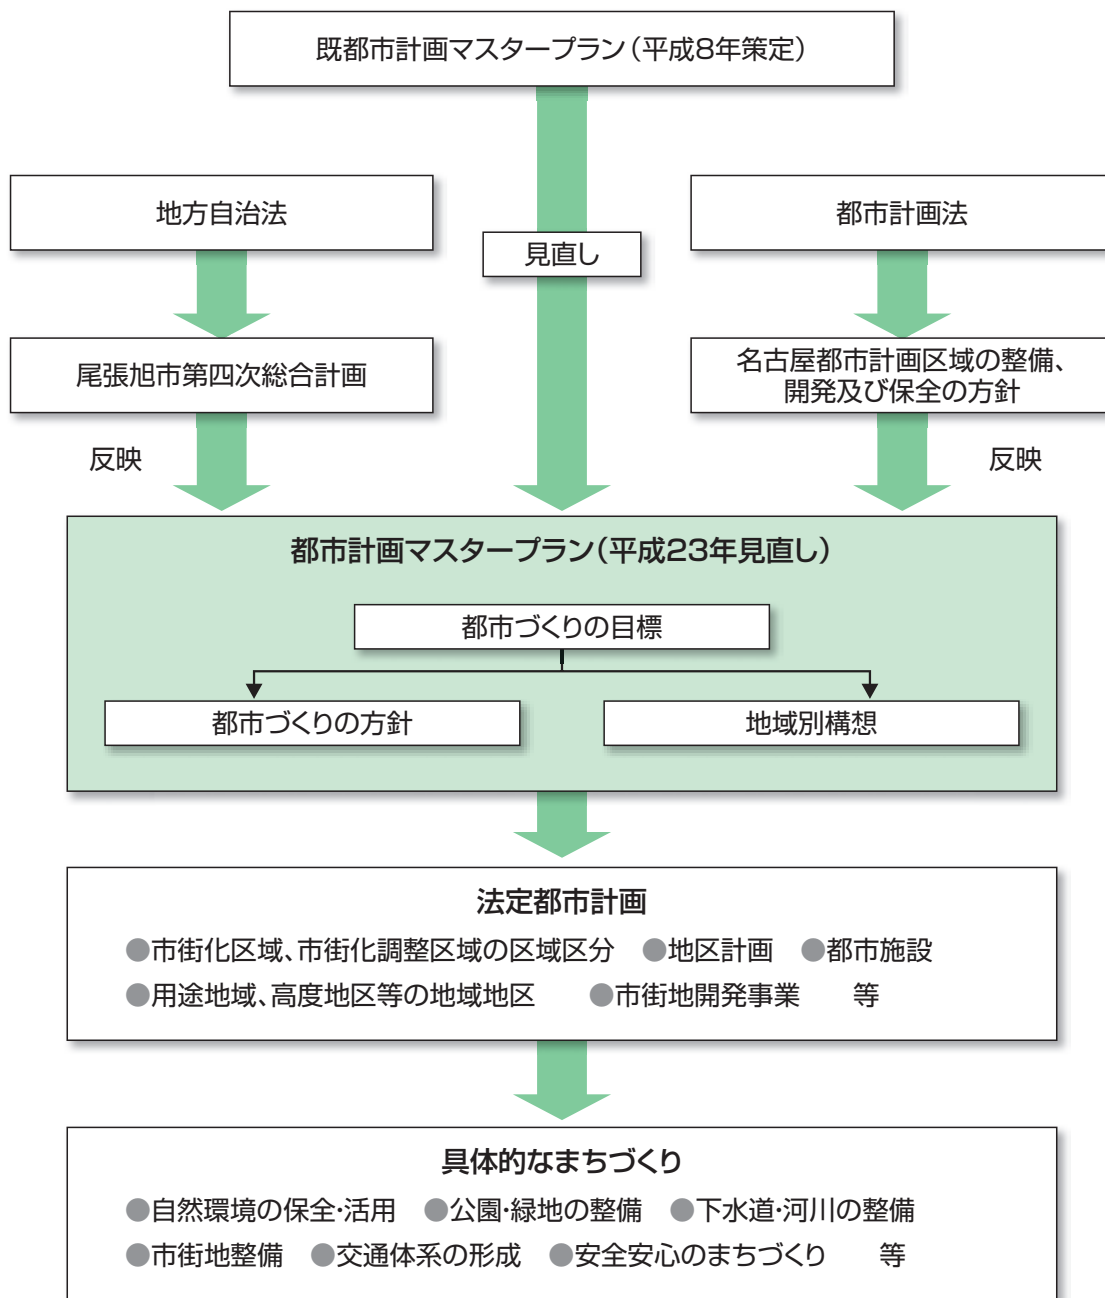 既都市計画マスタープラン(平成8年策定)
地方自治法
都市計画法
見直し
尾張旭市第四次総合計画
名古屋都市計画区域の整備、
開発及び保全の方針
反映
反映
都市計画マスタープラン(平成23年見直し)
都市づくりの目標
都市づくりの方針
地域別構想
法定都市計画
●市街化区域、市街化調整区域の区域区分 ●地区計画 ●都市施設
●用途地域、高度地区等の地域地区 ●市街地開発事業 等
具体的なまちづくり
●自然環境の保全・活用 ●公園・緑地の整備 ●下水道・河川の整備
●市街地整備 ●交通体系の形成 ●安全安心のまちづくり 等